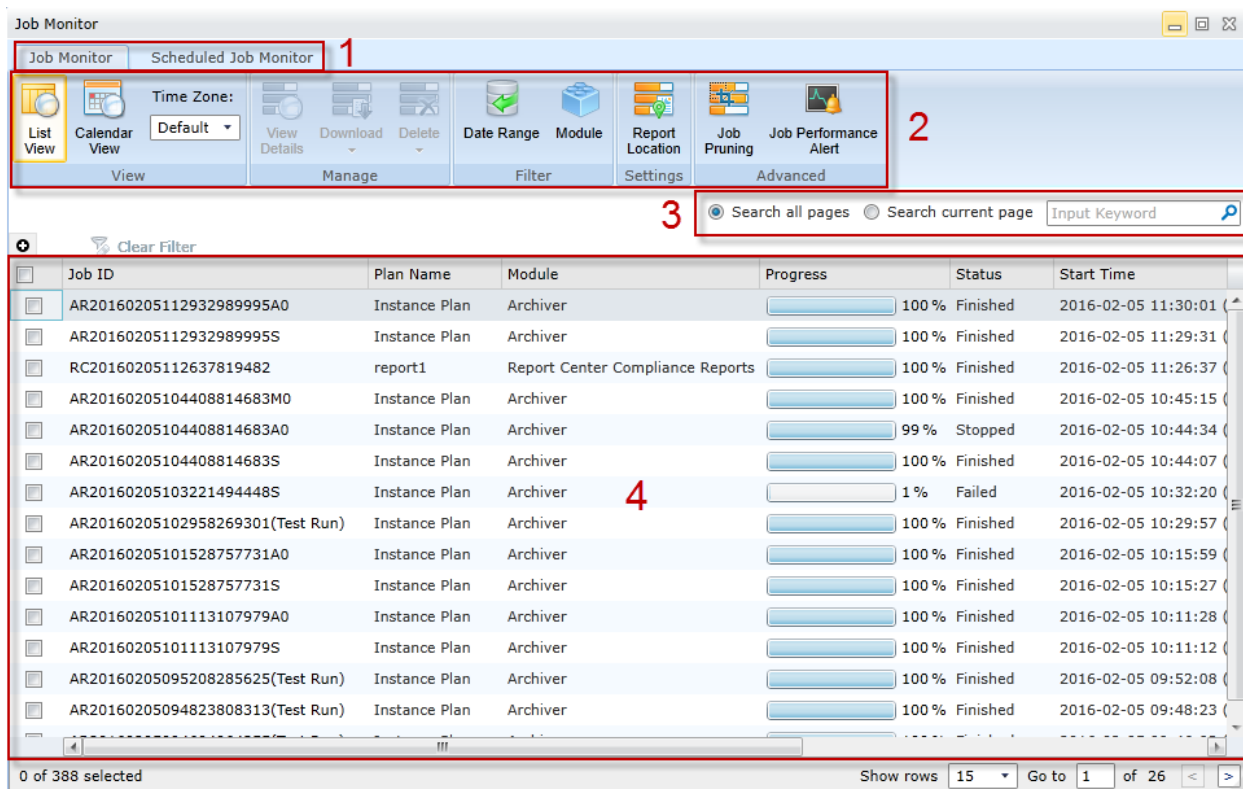 Job Monitor
Job Monitor Scheduled Job Monitor 1
List View
Calendar View
Time Zone:
Default
View Details
Download
Delete
Date Range
Module
Report Location
Job Pruning
Job Performance Alert
2
View Manage Filter Settings Advanced
3 Search all pages Search current page Input Keyword
Clear Filter
Job ID Plan Name Module Progress Status Start Time
AR20160205112932989995A0 Instance Plan Archiver 100 % Finished 2016-02-05 11:30:01 (
AR20160205112932989995S Instance Plan Archiver 100 % Finished 2016-02-05 11:29:31 (
RC20160205112637819482 report1 Report Center Compliance Reports 100 % Finished 2016-02-05 11:26:37 (
AR20160205104408814683M0 Instance Plan Archiver 100 % Finished 2016-02-05 10:45:15 (
AR20160205104408814683A0 Instance Plan Archiver 99 % Stopped 2016-02-05 10:44:34 (
AR20160205104408814683S Instance Plan Archiver 100 % Finished 2016-02-05 10:44:07 (
AR20160205103221494448S Instance Plan Archiver 4 1 % Failed 2016-02-05 10:32:20 (
AR20160205102958269301(Test Run) Instance Plan Archiver 100 % Finished 2016-02-05 10:29:57 (
AR20160205101528757731A0 Instance Plan Archiver 100 % Finished 2016-02-05 10:15:59 (
AR20160205101528757731S Instance Plan Archiver 100 % Finished 2016-02-05 10:15:27 (
AR20160205101113107979A0 Instance Plan Archiver 100 % Finished 2016-02-05 10:11:28 (
AR20160205101113107979S Instance Plan Archiver 100 % Finished 2016-02-05 10:11:12 (
AR20160205095208285625(Test Run) Instance Plan Archiver 100 % Finished 2016-02-05 09:52:08 (
AR20160205094823808313(Test Run) Instance Plan Archiver 100 % Finished 2016-02-05 09:48:23 (
0 of 388 selected Show rows 15 Go to 1 of 26 < >